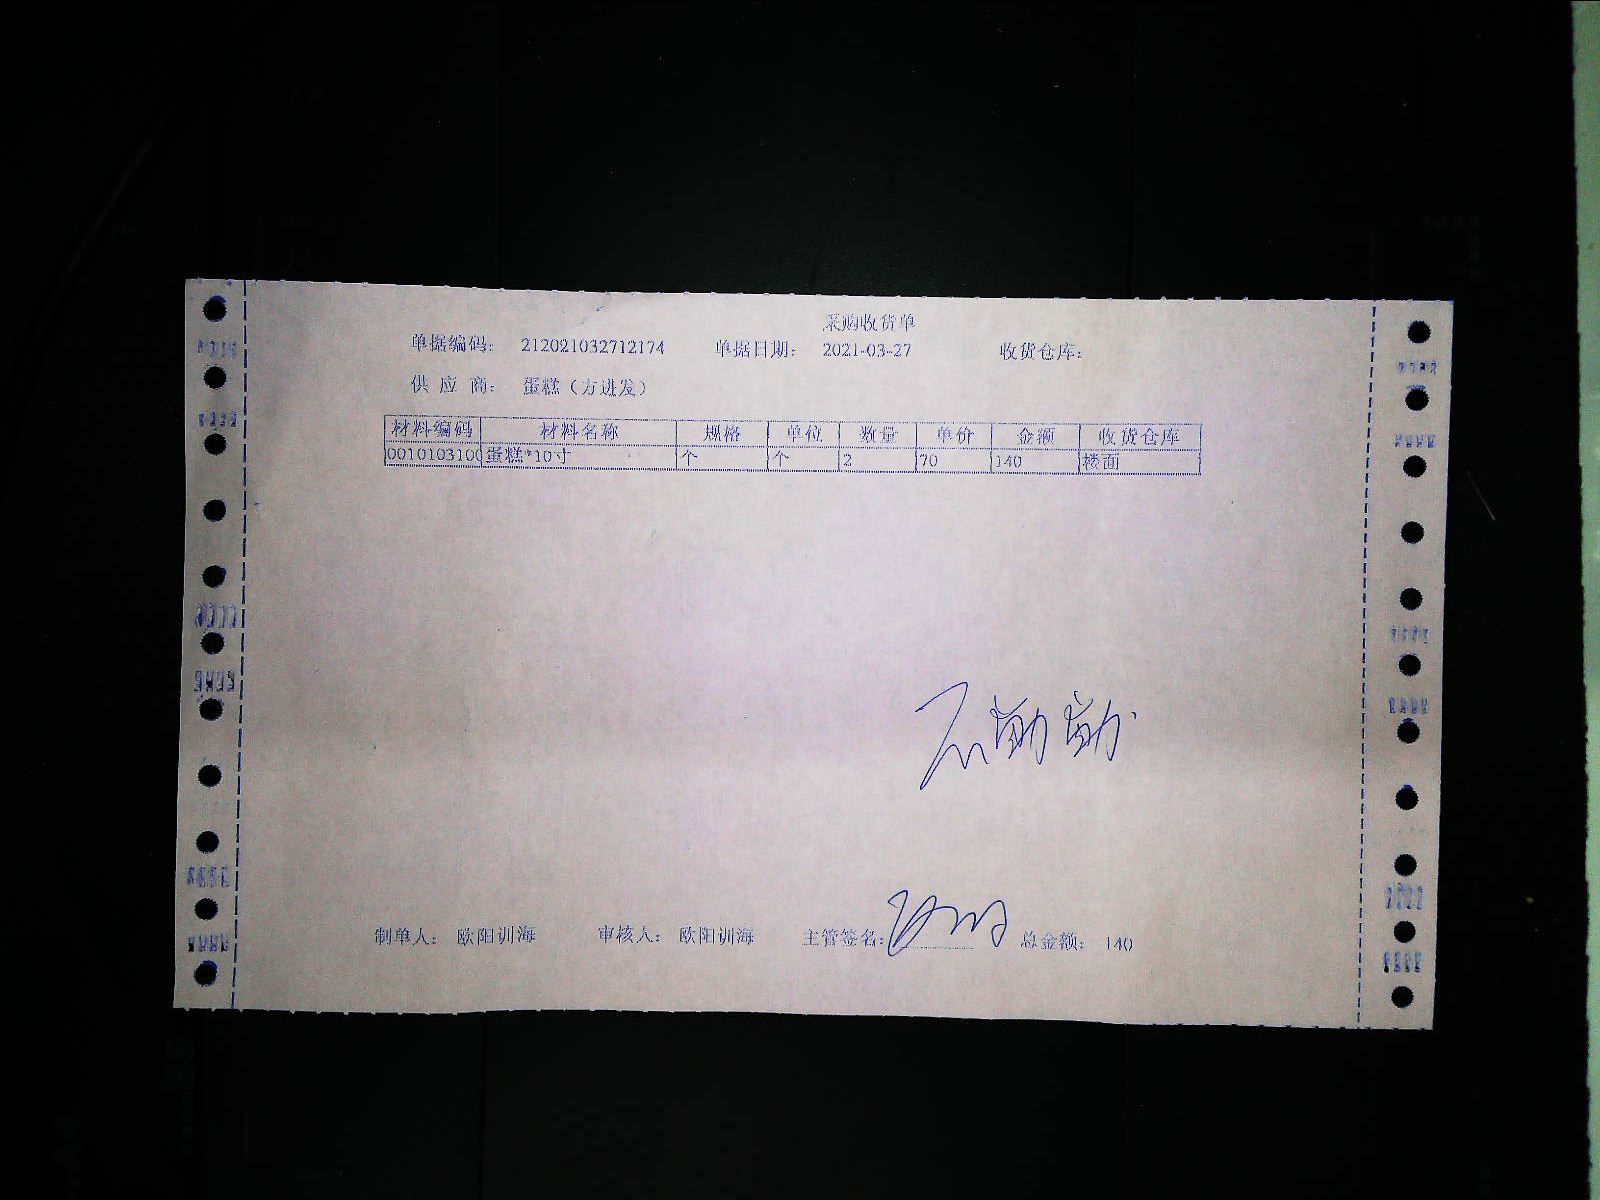 采购收货单
单据编码： 212021032712174 单据日期： 2021-03-27 收货仓库：
供 应 商： 蛋糕（方进发）
材料编码 材料名称 规格 单位 数量 单价 金额 收货仓库
0010103100 蛋糕*10寸 个 个 2 70 140 楼面
制单人： 欧阳训海 审核人： 欧阳训海 主管签名： 总金额： 140